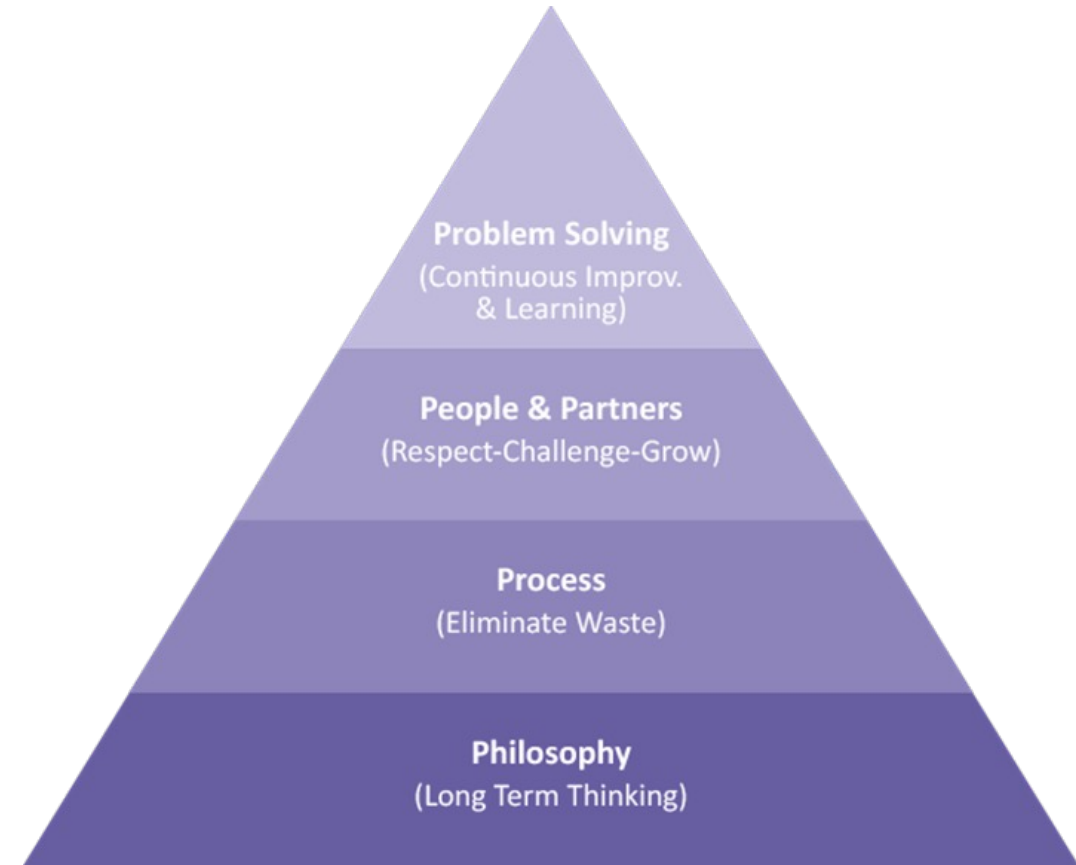 Problem Solving
(Continuous Improv.
& Learning)
People & Partners
(Respect-Challenge-Grow)
Process
(Eliminate Waste)
Philosophy
(Long Term Thinking)